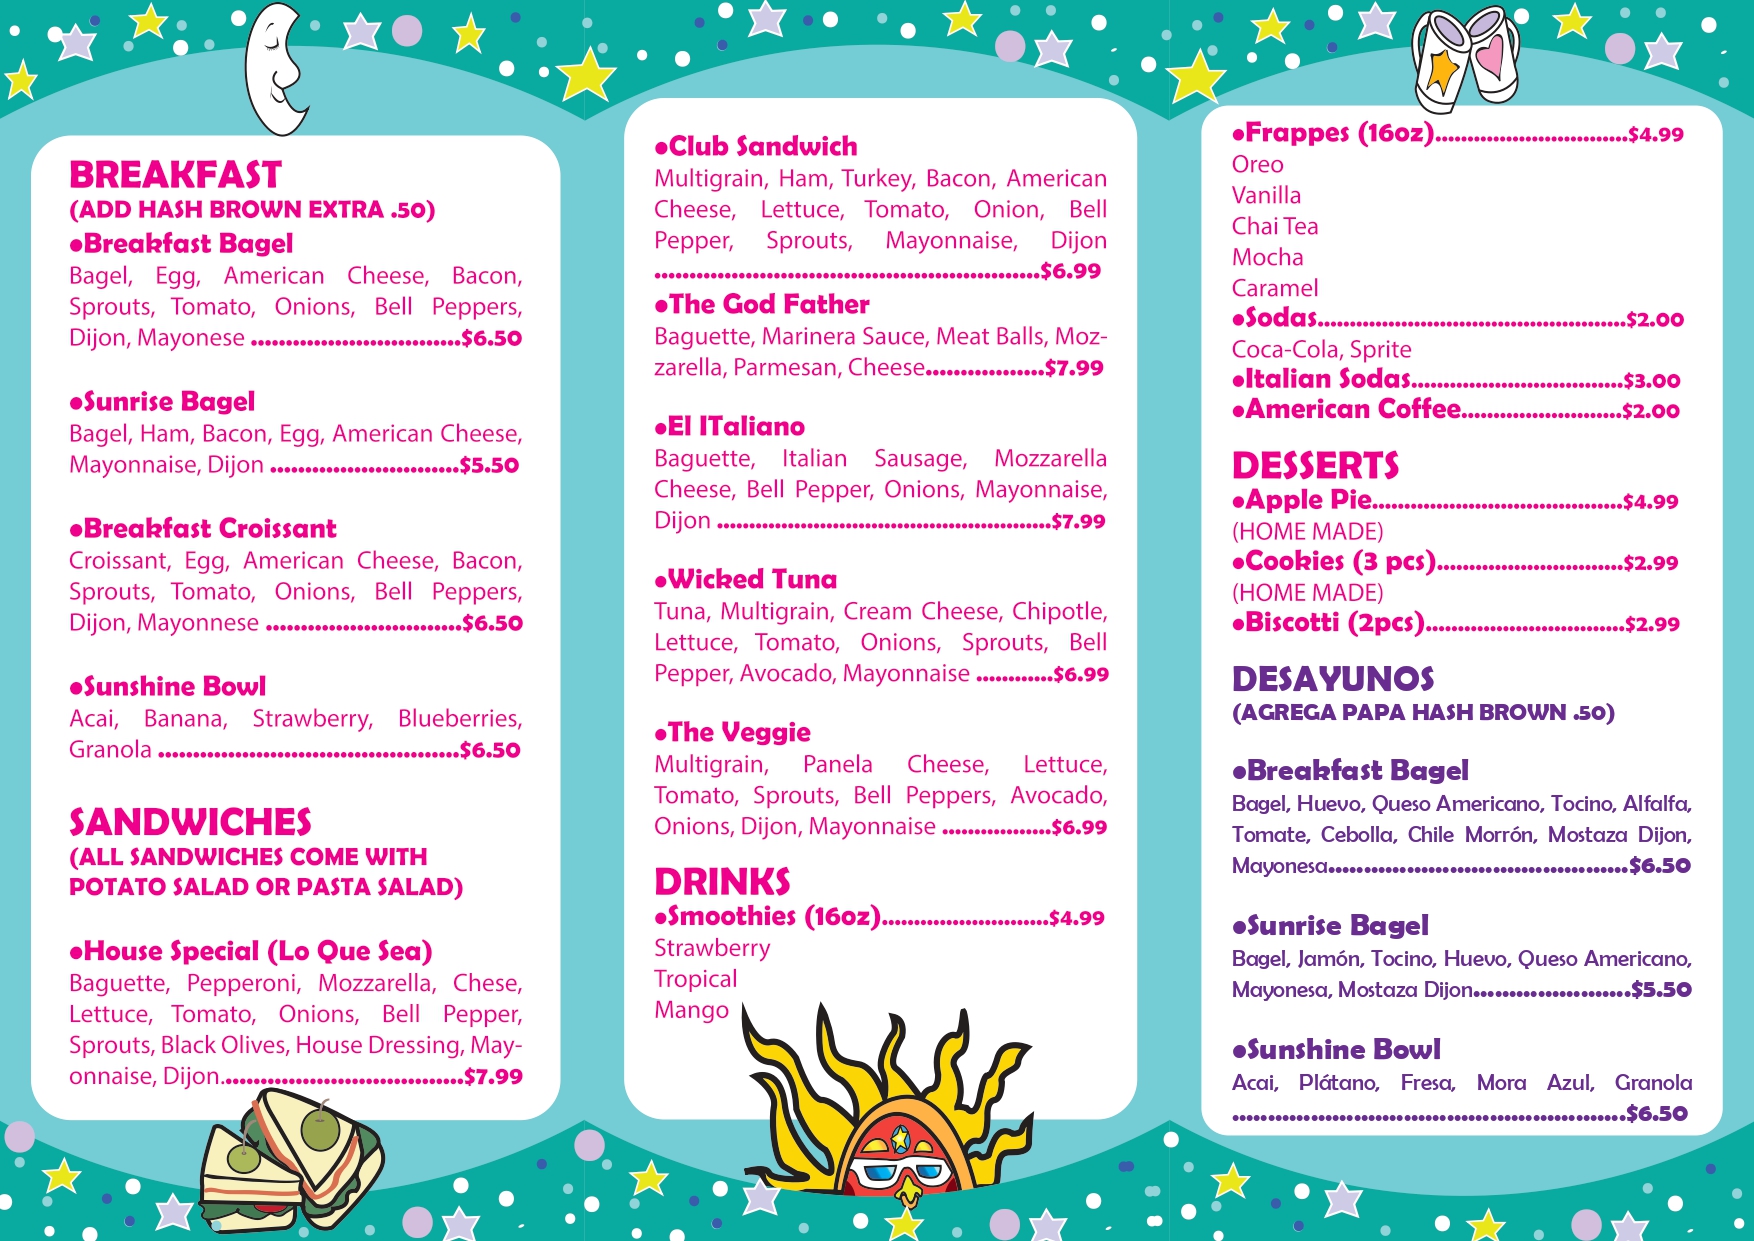 BREAKFAST
(ADD HASH BROWN EXTRA .50)
●Breakfast Bagel
Bagel, Egg, American Cheese, Bacon,
Sprouts, Tomato, Onions, Bell Peppers,
Dijon, Mayonese ..............................$6.50
●Sunrise Bagel
Bagel, Ham, Bacon, Egg, American Cheese,
Mayonnaise, Dijon ...........................$5.50
●Breakfast Croissant
Croissant, Egg, American Cheese, Bacon,
Sprouts, Tomato, Onions, Bell Peppers,
Dijon, Mayonnese ............................$6.50
●Sunshine Bowl
Acai, Banana, Strawberry, Blueberries,
Granola ...........................................$6.50
SANDWICHES
(ALL SANDWICHES COME WITH
POTATO SALAD OR PASTA SALAD)
●House Special (Lo Que Sea)
Baguette, Pepperoni, Mozzarella, Chese,
Lettuce, Tomato, Onions, Bell Pepper,
Sprouts, Black Olives, House Dressing, May-
onnaise, Dijon...................................$7.99
●Club Sandwich
Multigrain, Ham, Turkey, Bacon, American
Cheese, Lettuce, Tomato, Onion, Bell
Pepper, Sprouts, Mayonnaise, Dijon
.......................................................$6.99
●The God Father
Baguette, Marinera Sauce, Meat Balls, Moz-
zarella, Parmesan, Cheese.................$7.99
●El ITaliano
Baguette, Italian Sausage, Mozzarella
Cheese, Bell Pepper, Onions, Mayonnaise,
Dijon ....................................................$7.99
●Wicked Tuna
Tuna, Multigrain, Cream Cheese, Chipotle,
Lettuce, Tomato, Onions, Sprouts, Bell
Pepper, Avocado, Mayonnaise ............$6.99
●The Veggie
Multigrain, Panela Cheese, Lettuce,
Tomato, Sprouts, Bell Peppers, Avocado,
Onions, Dijon, Mayonnaise .................$6.99
DRINKS
●Smoothies (16oz)..........................$4.99
Strawberry
Tropical
Mango
●Frappes (16oz)..............................$4.99
Oreo
Vanilla
Chai Tea
Mocha
Caramel
●Sodas................................................$2.00
Coca-Cola, Sprite
●Italian Sodas.................................$3.00
●American Coffee.........................$2.00
DESSERTS
●Apple Pie.......................................$4.99
(HOME MADE)
●Cookies (3 pcs).............................$2.99
(HOME MADE)
●Biscotti (2pcs)...............................$2.99
DESAYUNOS
(AGREGA PAPA HASH BROWN .50)
●Breakfast Bagel
Bagel, Huevo, Queso Americano, Tocino, Alfalfa,
Tomate, Cebolla, Chile Morrón, Mostaza Dijon,
Mayonesa..........................................$6.50
●Sunrise Bagel
Bagel, Jamón, Tocino, Huevo, Queso Americano,
Mayonesa, Mostaza Dijon......................$5.50
●Sunshine Bowl
Acai, Plátano, Fresa, Mora Azul, Granola
.......................................................$6.50